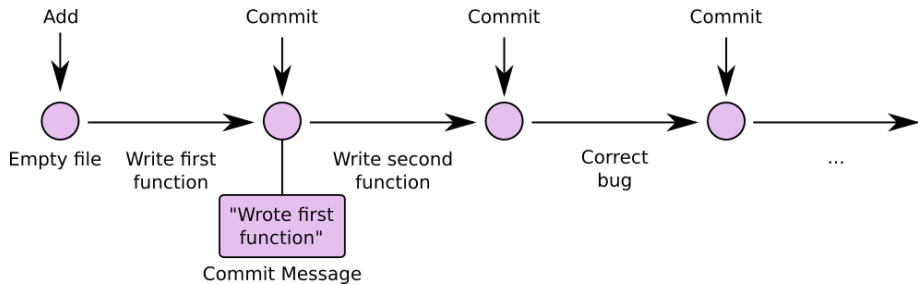 Add
Commit
Commit
Commit
Empty file
Write first
function
Write second
function
Correct
bug
...
"Wrote first
function"
Commit Message